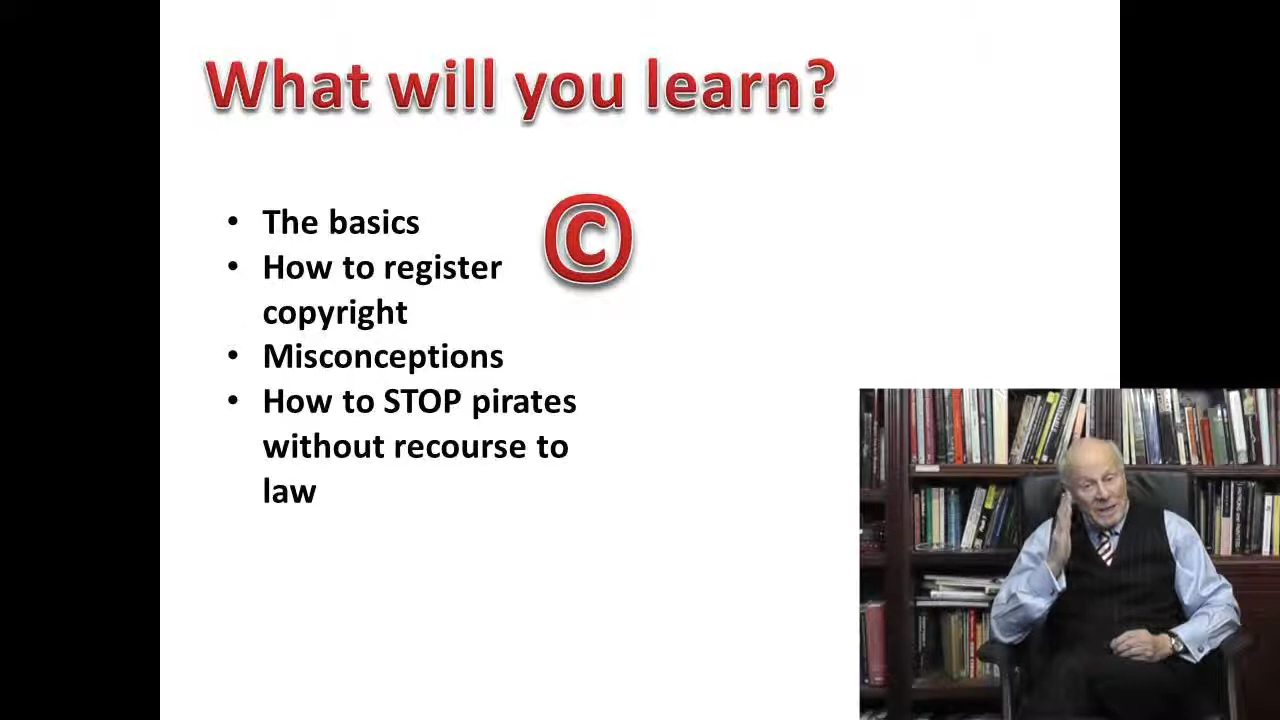 What will you learn?
• The basics
©
• How to register
copyright
• Misconceptions
• How to STOP pirates
without recourse to
law